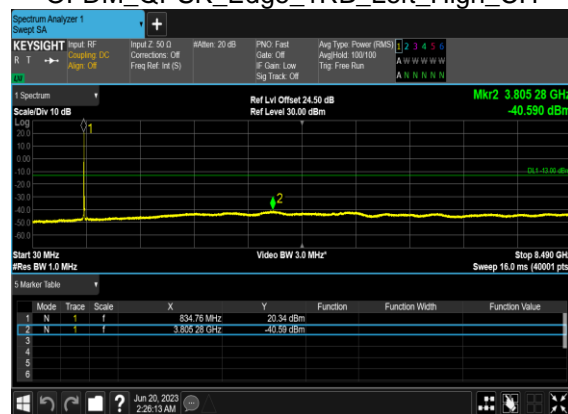 Spectrum Analyzer 1
Swept SA
KEYSIGHT Input: RF Input Z: 50 Ω #Atten: 20 dB PNO: Fast Avg Type: Power (RMS) 1 2 3 4 5 6
R T Coupling: DC Corrections: Off Gate: Off Avg|Hold: 100/100 A W W W W W
Align: Off Freq Ref: Int (S) IF Gain: Low Trig: Free Run
LW Sig Track: Off A N N N N N
1 Spectrum Ref Lvl Offset 24.50 dB Mkr2 3.805 28 GHz
Scale/Div 10 dB Ref Level 30.00 dBm -40.590 dBm
Log
20.0 1
10.0
0.00
-10.0 DL1 -13.00 dBm
-20.0
-30.0 2
-40.0
-50.0
-60.0
Start 30 MHz Video BW 3.0 MHz* Stop 8.490 GHz
#Res BW 1.0 MHz Sweep 16.0 ms (40001 pts)
5 Marker Table
Mode Trace Scale X Y Function Function Width Function Value
1 N 1 f 834.76 MHz 20.34 dBm
2 N 1 f 3.805 28 GHz -40.59 dBm
3
4
5
6
? Jun 20, 2023
2:26:13 AM